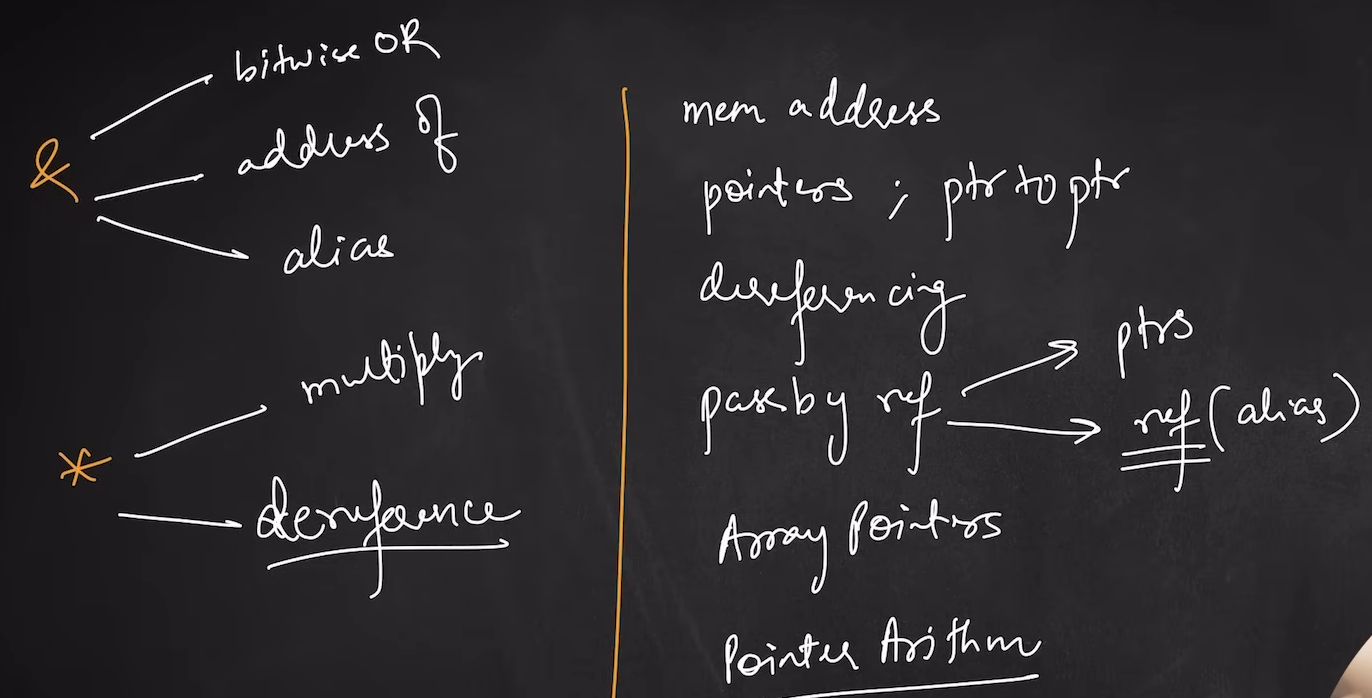 & bitwise OR
address of
alias
* multiply
dereference
mem address
pointers ; ptr to ptr
dereferencing
pass by ref ptrs
ref (alias)
Array Pointers
Pointer Arithm